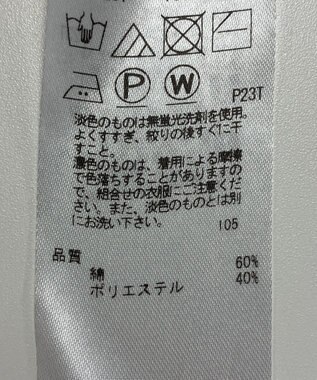 P W P23T
淡色のものは無蛍光洗剤を使用。
よくすすぎ、絞りの後すぐに干
すこと。
濃色のものは、着用による摩擦
で色落ちすることがありますの
で、組合せの衣服にご注意くだ
さい。また、淡色のものとは別
にお洗い下さい。 105
品質
綿 60%
ポリエステル 40%